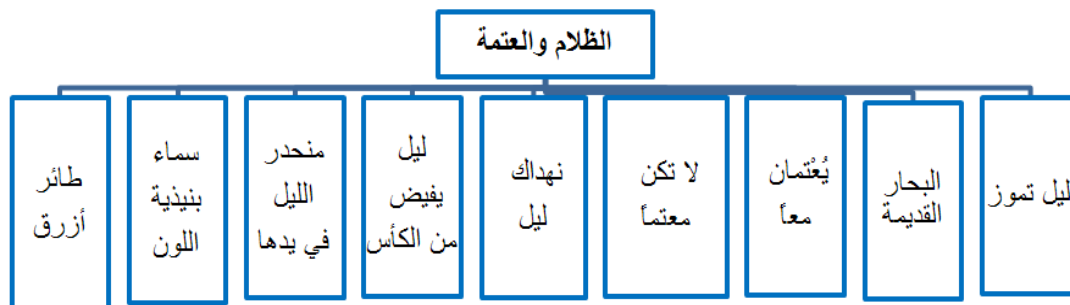 الظلام والعتمة
ليل تموز
البحار
القديمة
يُعْتمان
معاً
لا تكن
معتماً
نهداك
ليل
ليل
يفيض
من الكأس
منحدر
الليل
في يدها
سماء
بنيذية
اللون
طائر
أزرق